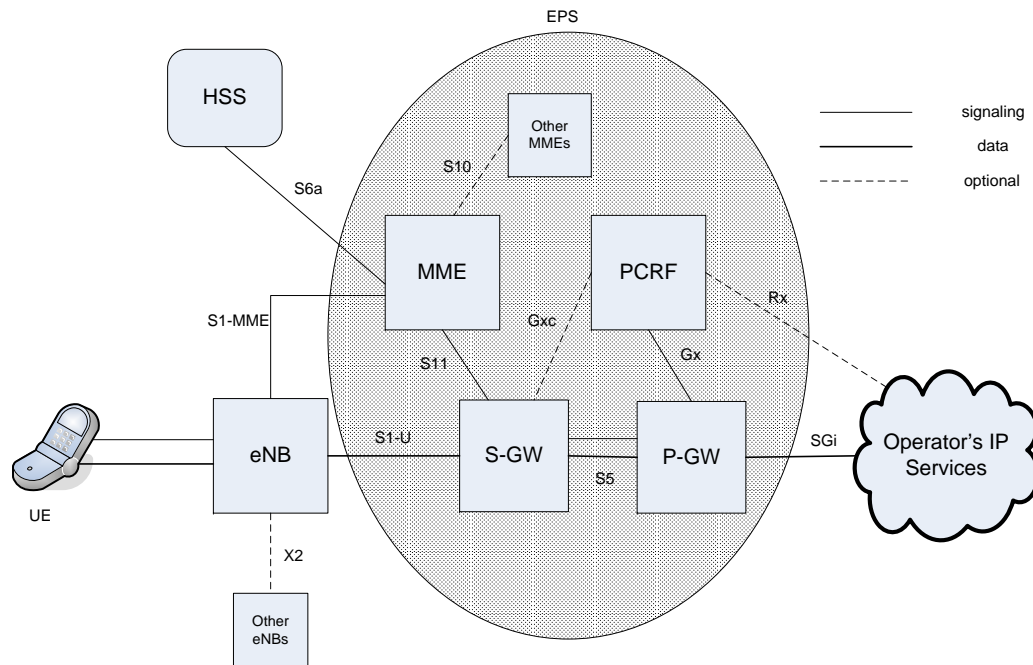 EPS
HSS
Other
MMEs
signaling
data
optional
S10
S6a
MME
PCRF
Rx
S1-MME
Gxc
S11
Gx
eNB
S1-U
S-GW
S5
P-GW
SGi
Operator's IP
Services
UE
X2
Other
eNBs